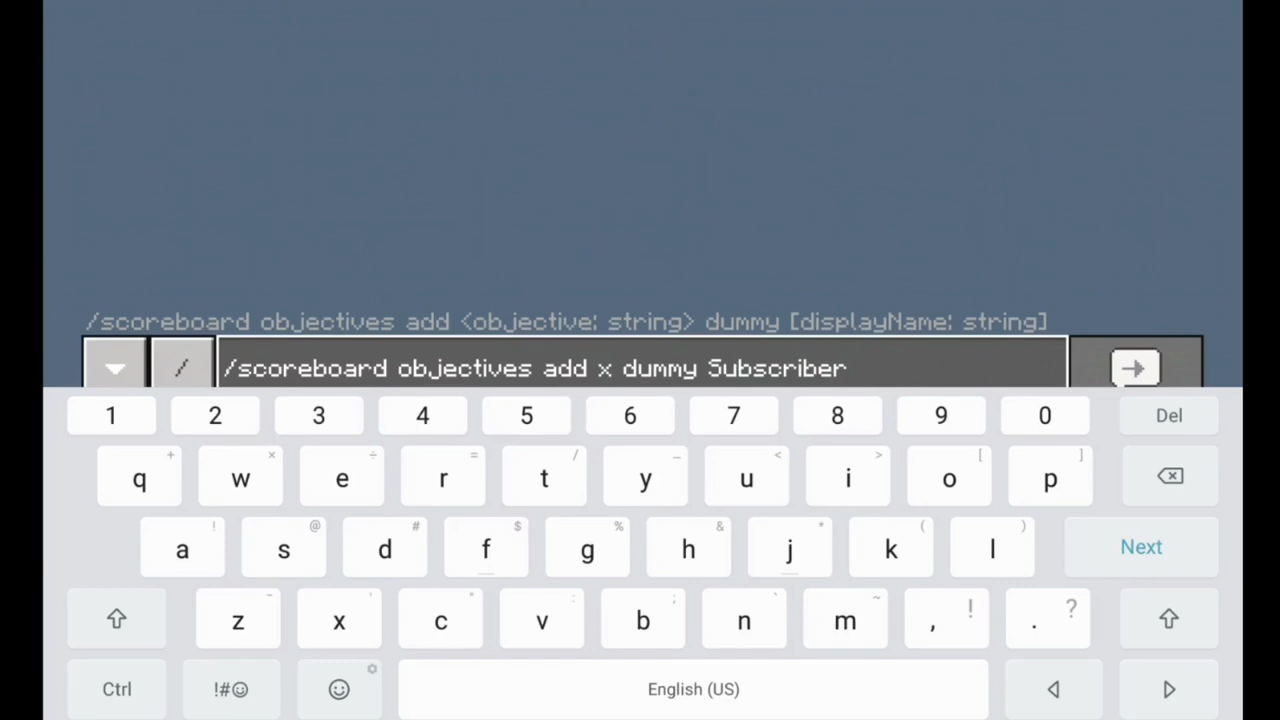 /scoreboard objectives add <objective: string> dummy [displayName: string]
/ /scoreboard objectives add x dummy Subscriber
1 2 3 4 5 6 7 8 9 0 Del
+ × ÷ = / _ < > [ ]
q w e r t y u i o p
! @ # $ % & * ( )
a s d f g h j k l Next
- ' " : ; ` ~ ! ?
z x c v b n m , .
Ctrl !#☺ English (US)